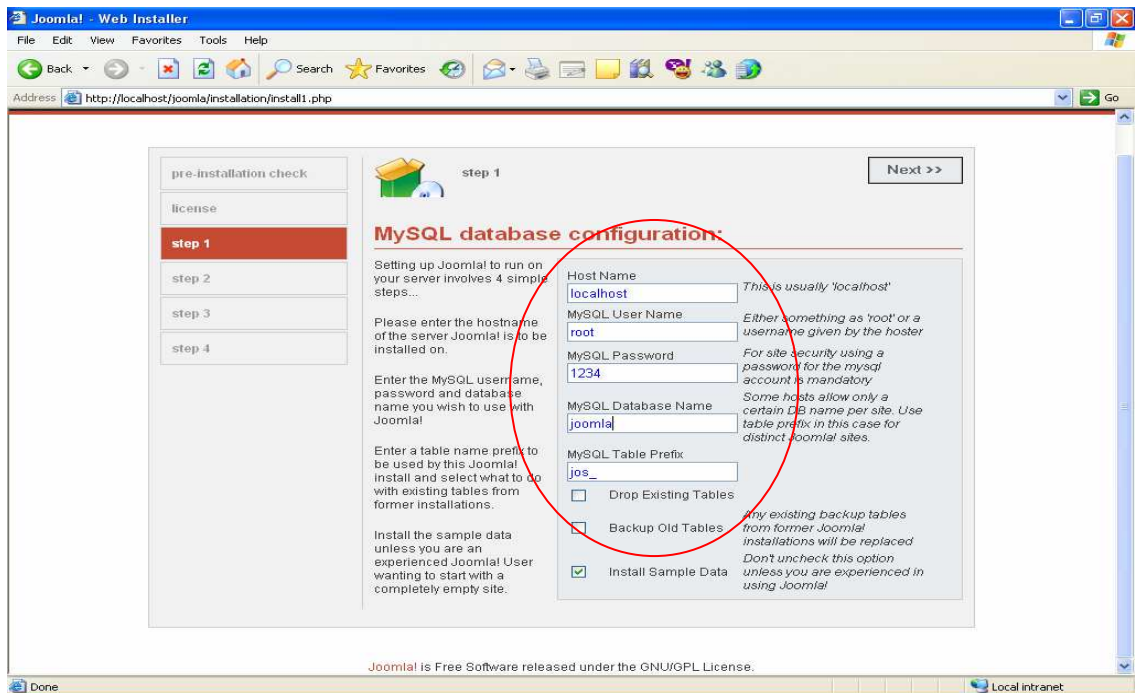 Joomla! - Web Installer
File Edit View Favorites Tools Help
Back Search Favorites
Address http://localhost/joomla/installation/install1.php Go
pre-installation check
license
step 1
step 2
step 3
step 4
step 1
Next >>
MySQL database configuration:
Setting up Joomla! to run on
your server involves 4 simple
steps...
Please enter the hostname
of the server Joomla! is to be
installed on.
Enter the MySQL username,
password and database
name you wish to use with
Joomla!
Enter a table name prefix to
be used by this Joomla!
install and select what to do
with existing tables from
former installations.
Install the sample data
unless you are an
experienced Joomla! User
wanting to start with a
completely empty site.
Host Name
localhost
This is usually 'localhost'
MySQL User Name
root
Either something as 'root' or a
username given by the hoster
MySQL Password
1234
For site security using a
password for the mysql
account is mandatory
MySQL Database Name
joomla
Some hosts allow only a
certain DB name per site. Use
table prefix in this case for
distinct Joomla! sites.
MySQL Table Prefix
jos_
Drop Existing Tables
Backup Old Tables
Any existing backup tables
from former Joomla!
installations will be replaced
Install Sample Data
Don't uncheck this option
unless you are experienced in
using Joomla!
Joomla! is Free Software released under the GNU/GPL License.
Done Local intranet